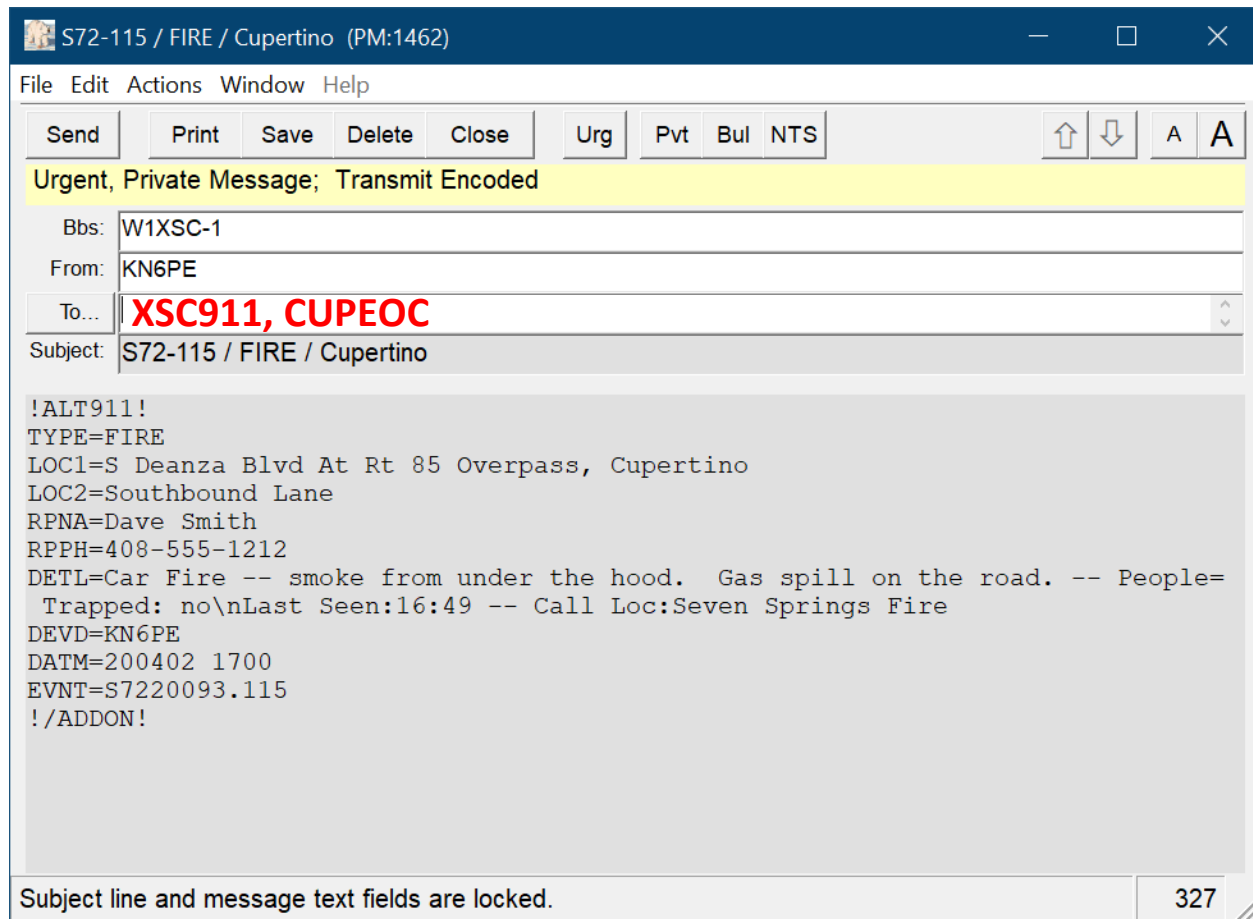 S72-115 / FIRE / Cupertino (PM:1462)
File Edit Actions Window Help
Send Print Save Delete Close Urg Pvt Bul NTS A A
Urgent, Private Message; Transmit Encoded
Bbs: W1XSC-1
From: KN6PE
To... XSC911, CUPEOC
Subject: S72-115 / FIRE / Cupertino
!ALT911!
TYPE=FIRE
LOC1=S Deanza Blvd At Rt 85 Overpass, Cupertino
LOC2=Southbound Lane
RPNA=Dave Smith
RPPH=408-555-1212
DETL=Car Fire -- smoke from under the hood.  Gas spill on the road. -- People=
 Trapped: no\nLast Seen:16:49 -- Call Loc:Seven Springs Fire
DEVD=KN6PE
DATM=200402 1700
EVNT=S7220093.115
!/ADDON!
Subject line and message text fields are locked. 327